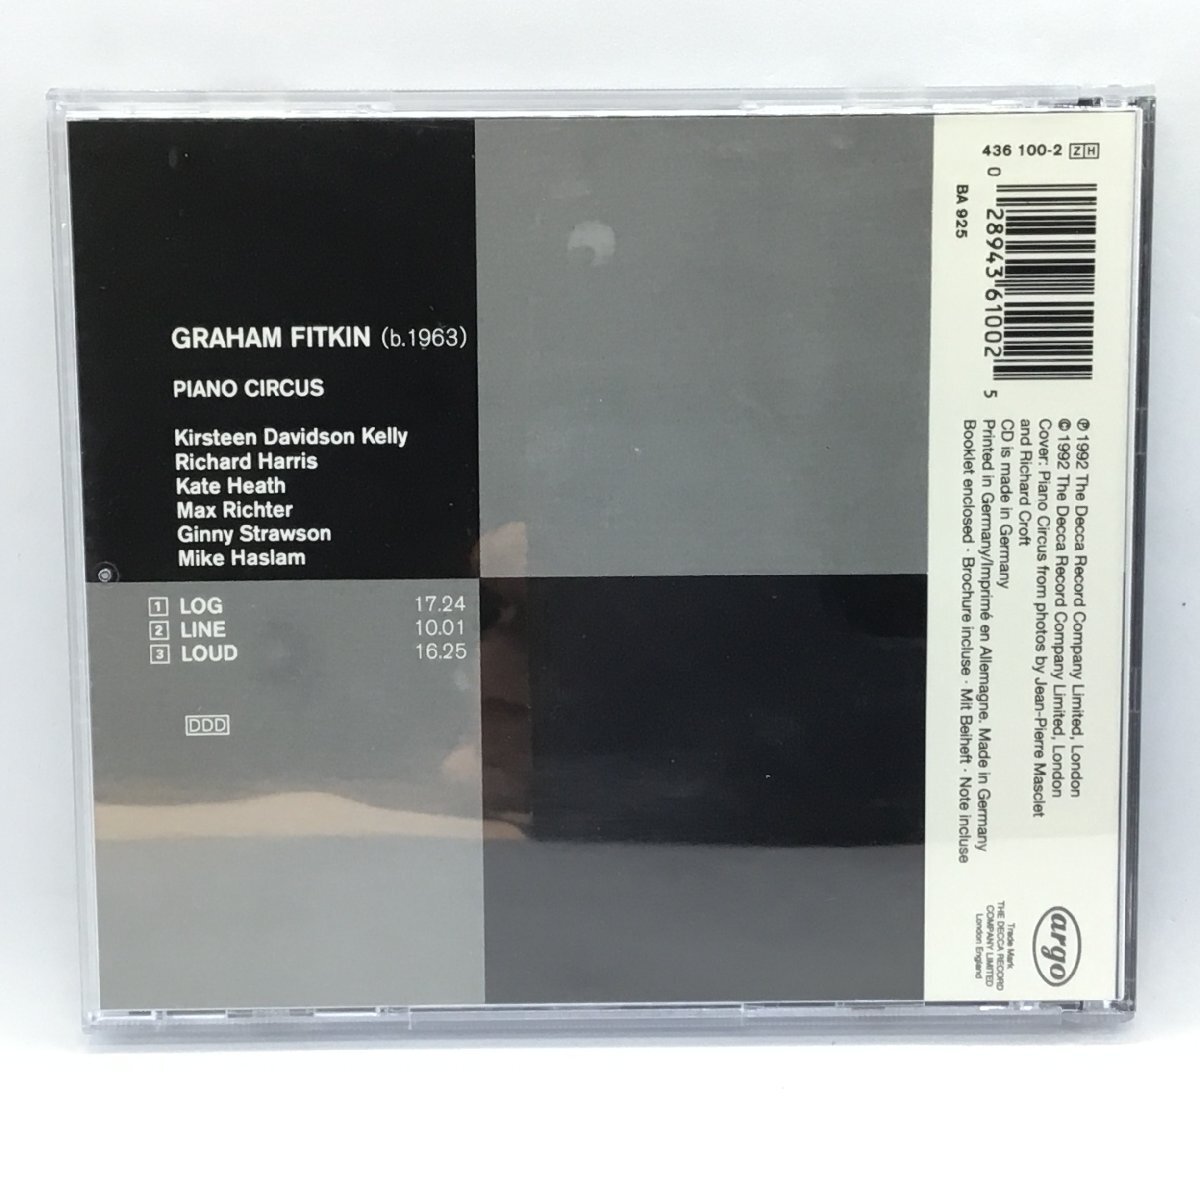 GRAHAM FITKIN (b.1963)
PIANO CIRCUS
Kirsteen Davidson Kelly
Richard Harris
Kate Heath
Max Richter
Ginny Strawson
Mike Haslam
1 LOG 17.24
2 LINE 10.01
3 LOUD 16.25
DDD
436 100-2 ZH
0 28943 61002 5
BA 925
℗ 1992 The Decca Record Company Limited, London
© 1992 The Decca Record Company Limited, London
Cover: Piano Circus from photos by Jean-Pierre Masclet
and Richard Croft
CD is made in Germany
Printed in Germany/Imprimé en Allemagne. Made in Germany
Booklet enclosed · Brochure incluse · Mit Beiheft · Note incluse
argo
Trade Mark
THE DECCA RECORD
COMPANY LIMITED
London England